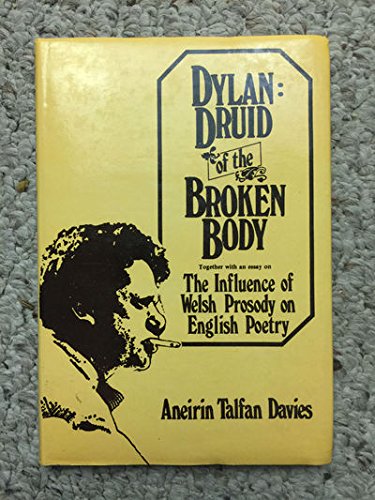 DYLAN:
DRUID
of the
BROKEN
BODY
Together with an essay on
The Influence of
Welsh Prosody on
English Poetry
Aneirin Talfan Davies